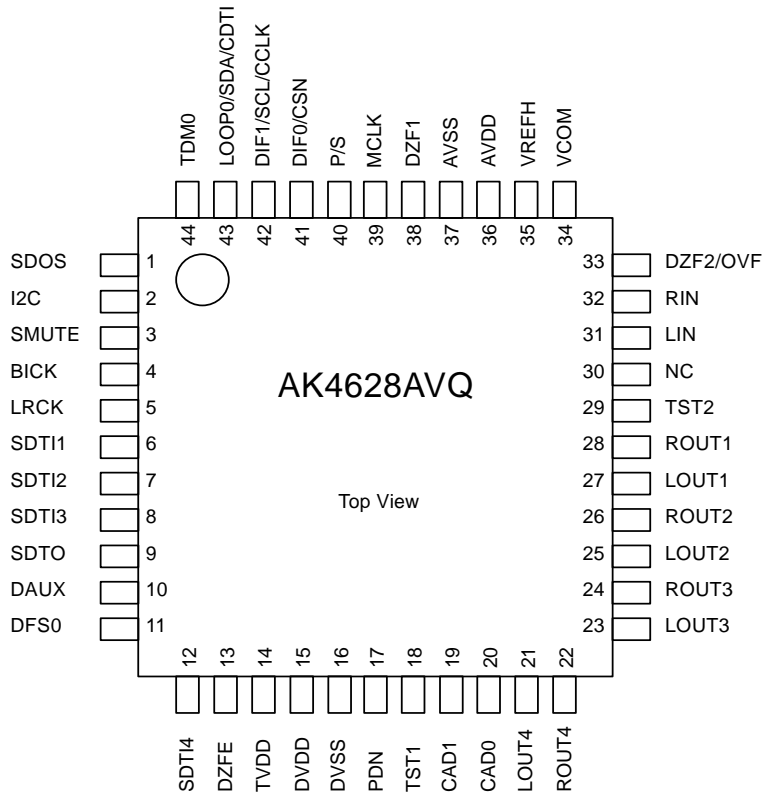 TDM0
LOOP0/SDA/CDTI
DIF1/SCL/CCLK
DIF0/CSN
P/S
MCLK
DZF1
AVSS
AVDD
VREFH
VCOM
44
43
42
41
40
39
38
37
36
35
34
SDOS 1
I2C 2
SMUTE 3
BICK 4
LRCK 5
SDTI1 6
SDTI2 7
SDTI3 8
SDTO 9
DAUX 10
DFS0 11
AK4628AVQ
Top View
33 DZF2/OVF
32 RIN
31 LIN
30 NC
29 TST2
28 ROUT1
27 LOUT1
26 ROUT2
25 LOUT2
24 ROUT3
23 LOUT3
12
13
14
15
16
17
18
19
20
21
22
SDTI4
DZFE
TVDD
DVDD
DVSS
PDN
TST1
CAD1
CAD0
LOUT4
ROUT4